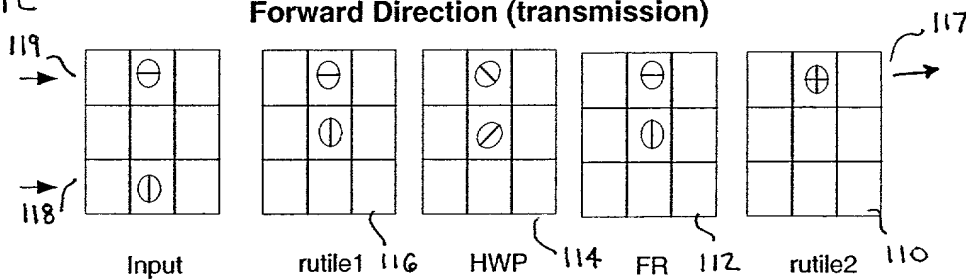 Forward Direction (transmission)
119
117
118
Input
rutile1 116
HWP 114
FR 112
rutile2 110